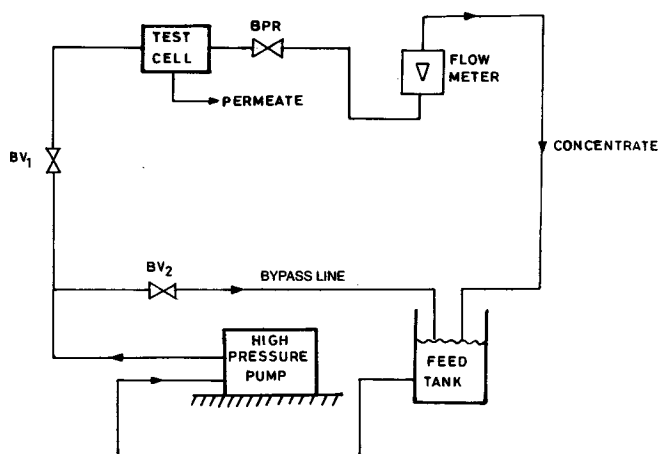 BPR
TEST
CELL
FLOW
METER
PERMEATE
CONCENTRATE
BV₁
BV₂
BYPASS LINE
HIGH
PRESSURE
PUMP
FEED
TANK